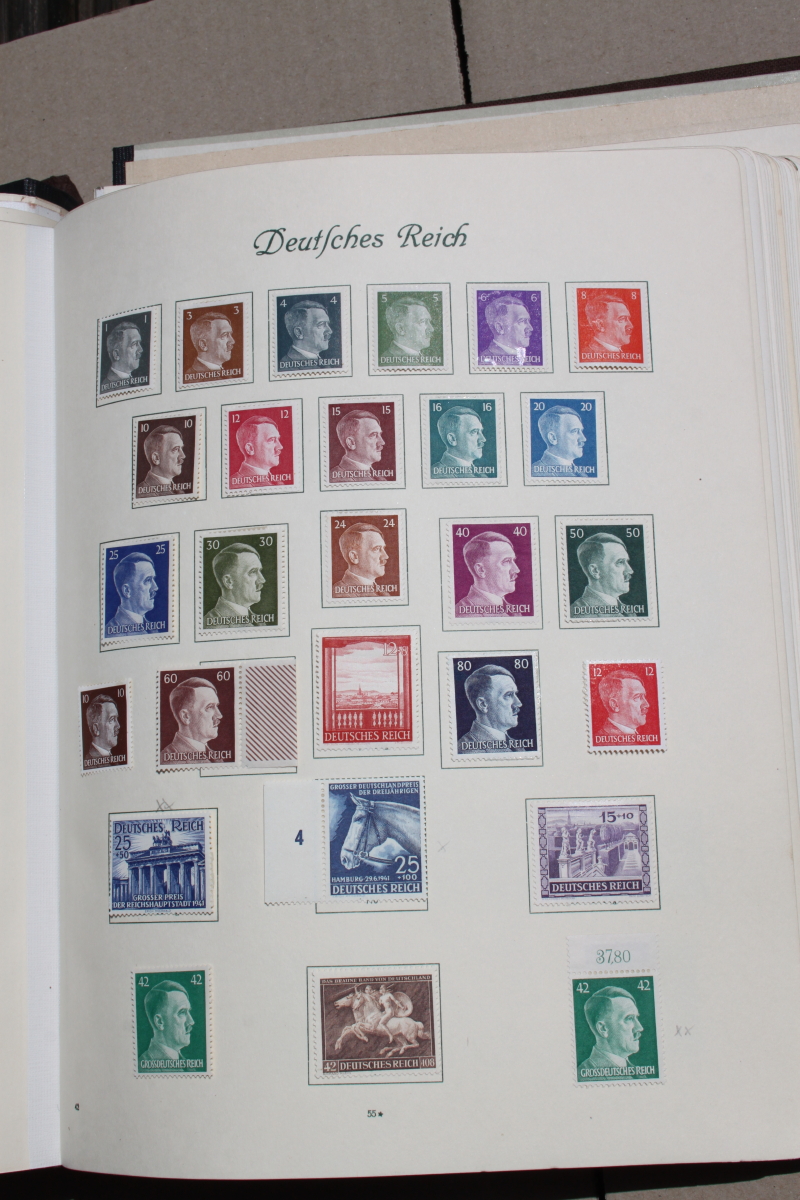 Deutſches Reich
1 1
DEUTSCHES REICH
3 3
DEUTSCHES REICH
4 4
DEUTSCHES REICH
5 5
DEUTSCHES REICH
6 6
DEUTSCHES REICH
8 8
DEUTSCHES REICH
10 10
DEUTSCHES REICH
12 12
DEUTSCHES REICH
15 15
DEUTSCHES REICH
16 16
DEUTSCHES REICH
20 20
DEUTSCHES REICH
25 25
DEUTSCHES REICH
30 30
DEUTSCHES REICH
24 24
DEUTSCHES REICH
40 40
DEUTSCHES REICH
50 50
DEUTSCHES REICH
10 10
DEUTSCHES REICH
60 60
DEUTSCHES REICH
12+38
DEUTSCHES REICH
80 80
DEUTSCHES REICH
12 12
DEUTSCHES REICH
xx
DEUTSCHES REICH
25
+50
GROSSER PREIS
DER REICHSHAUPTSTADT 1941
4
GROSSER DEUTSCHLANDPREIS
DER DREIJÄHRIGEN
25
+100
HAMBURG-29.6.1941
DEUTSCHES REICH
x
15+10
DEUTSCHES REICH
42 42
GROSSDEUTSCHES REICH
DAS BRAUNE BAND VON DEUTSCHLAND
42 DEUTSCHES REICH 108
37,80
42 42
GROSSDEUTSCHES REICH
xx
55*